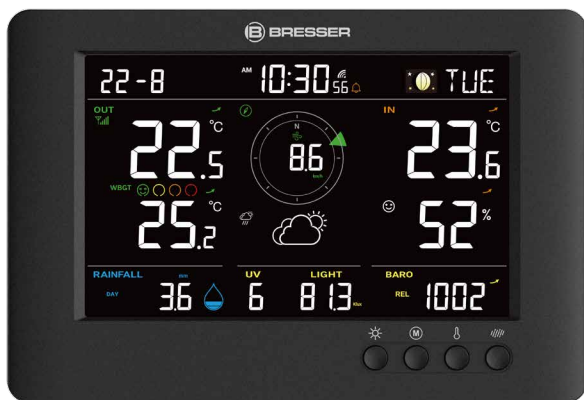 B BRESSER
22-8 AM 10:30 56 TUE
OUT IN
22.5 °C N 8.6 km/h 23.6 °C
WBGT
25.2 °C 52 %
RAINFALL mm UV LIGHT BARO
DAY 3.6 6 81.3 Klux REL 1002
M